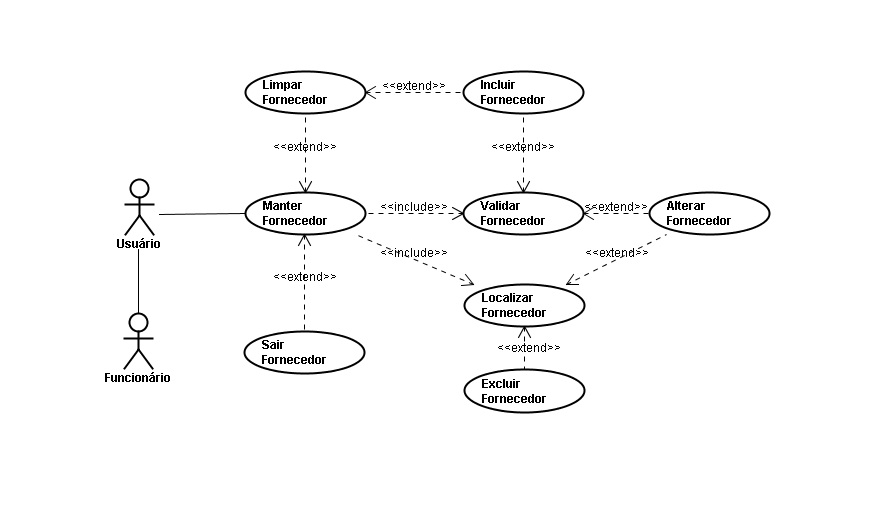 Limpar
Fornecedor
<<extend>>
Incluir
Fornecedor
<<extend>>
<<extend>>
Usuário
Manter
Fornecedor
<<include>>
Validar
Fornecedor
<<extend>>
Alterar
Fornecedor
<<include>>
<<extend>>
<<extend>>
Localizar
Fornecedor
Funcionário
Sair
Fornecedor
<<extend>>
Excluir
Fornecedor